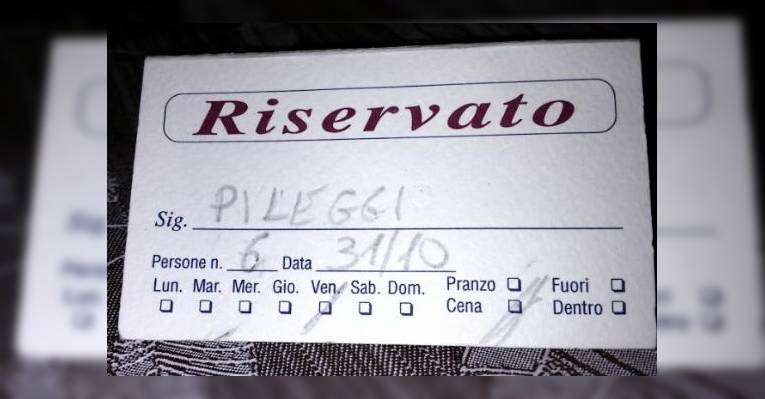 Riservato
Sig. PILEGGI
Persone n. 6 Data 31/10
Lun. Mar. Mer. Gio. Ven. Sab. Dom.
Pranzo Fuori
Cena Dentro